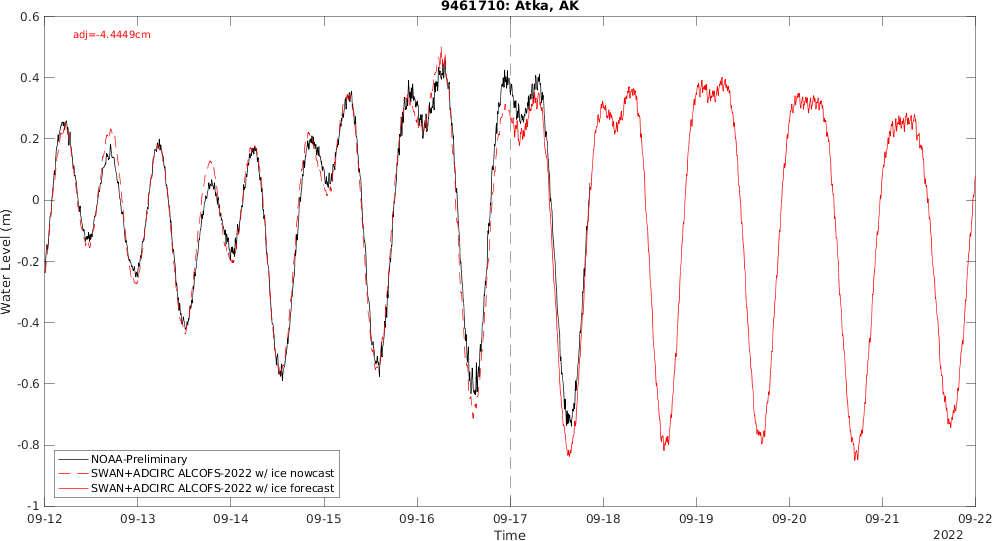 9461710: Atka, AK
adj=-4.4449cm
0.6
0.4
0.2
0
-0.2
-0.4
-0.6
-0.8
-1
Water Level (m)
NOAA-Preliminary
SWAN+ADCIRC ALCOFS-2022 w/ ice nowcast
SWAN+ADCIRC ALCOFS-2022 w/ ice forecast
09-12 09-13 09-14 09-15 09-16 09-17 09-18 09-19 09-20 09-21 09-22
Time
2022